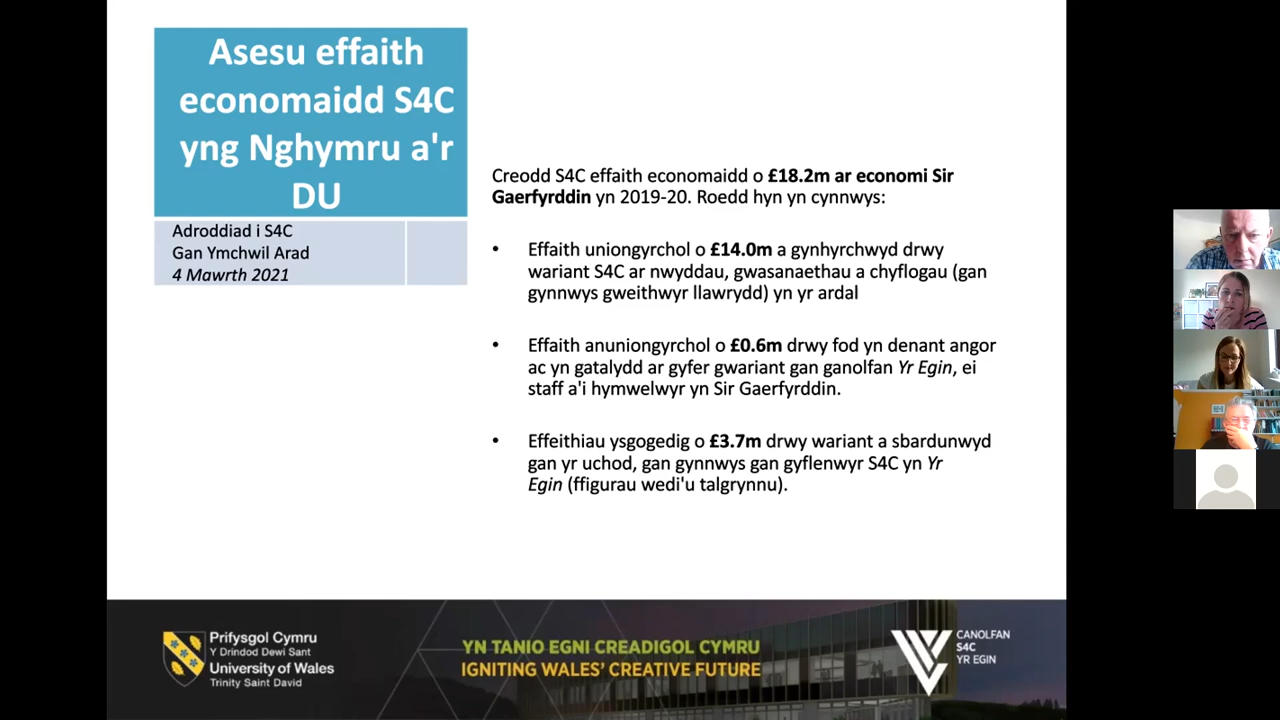 Asesu effaith
economaidd S4C
yng Nghymru a'r
DU
Adroddiad i S4C
Gan Ymchwil Arad
4 Mawrth 2021
Creodd S4C effaith economaidd o £18.2m ar economi Sir
Gaerfyrddin yn 2019-20. Roedd hyn yn cynnwys:
• Effaith uniongyrchol o £14.0m a gynhyrchwyd drwy
wariant S4C ar nwyddau, gwasanaethau a chyflogau (gan
gynnwys gweithwyr llawrydd) yn yr ardal
• Effaith anuniongyrchol o £0.6m drwy fod yn denant angor
ac yn gatalydd ar gyfer gwariant gan ganolfan Yr Egin, ei
staff a'i hymwelwyr yn Sir Gaerfyrddin.
• Effeithiau ysgogedig o £3.7m drwy wariant a sbardunwyd
gan yr uchod, gan gynnwys gan gyflenwyr S4C yn Yr
Egin (ffigurau wedi'u talgrynnu).
Prifysgol Cymru
Y Drindod Dewi Sant
University of Wales
Trinity Saint David
YN TANIO EGNI CREADIGOL CYMRU
IGNITING WALES' CREATIVE FUTURE
CANOLFAN
S4C
YR EGIN